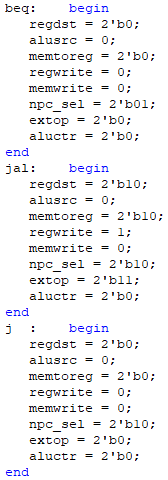 beq:    begin
   regdst = 2'b0;
   alusrc = 0;
   memtoreg = 2'b0;
   regwrite = 0;
   memwrite = 0;
   npc_sel = 2'b01;
   extop = 2'b0;
   aluctr = 2'b0;
end
jal:    begin
   regdst = 2'b10;
   alusrc = 0;
   memtoreg = 2'b10;
   regwrite = 1;
   memwrite = 0;
   npc_sel = 2'b10;
   extop = 2'b11;
   aluctr = 2'b0;
end
j  :    begin
   regdst = 2'b0;
   alusrc = 0;
   memtoreg = 2'b0;
   regwrite = 0;
   memwrite = 0;
   npc_sel = 2'b10;
   extop = 2'b0;
   aluctr = 2'b0;
end